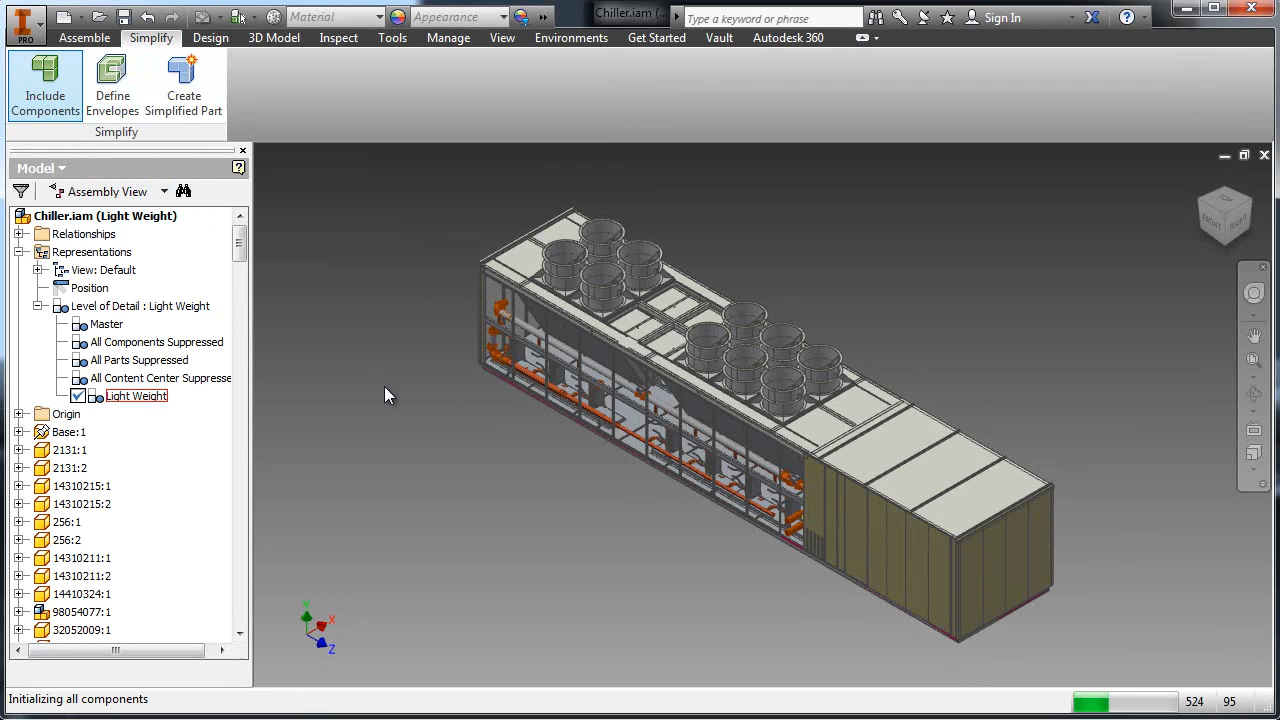 Material
Appearance
Chiller.iam (...
Type a keyword or phrase
Sign In
PRO
Assemble
Simplify
Design
3D Model
Inspect
Tools
Manage
View
Environments
Get Started
Vault
Autodesk 360
Include Components
Define Envelopes
Create Simplified Part
Simplify
Model
Assembly View
Chiller.iam (Light Weight)
Relationships
Representations
View: Default
Position
Level of Detail : Light Weight
Master
All Components Suppressed
All Parts Suppressed
All Content Center Suppresse
Light Weight
Origin
Base:1
2131:1
2131:2
14310215:1
14310215:2
256:1
256:2
14310211:1
14310211:2
14410324:1
98054077:1
32052009:1
TOP
FRONT
RIGHT
Y
X
Z
Initializing all components
524
95